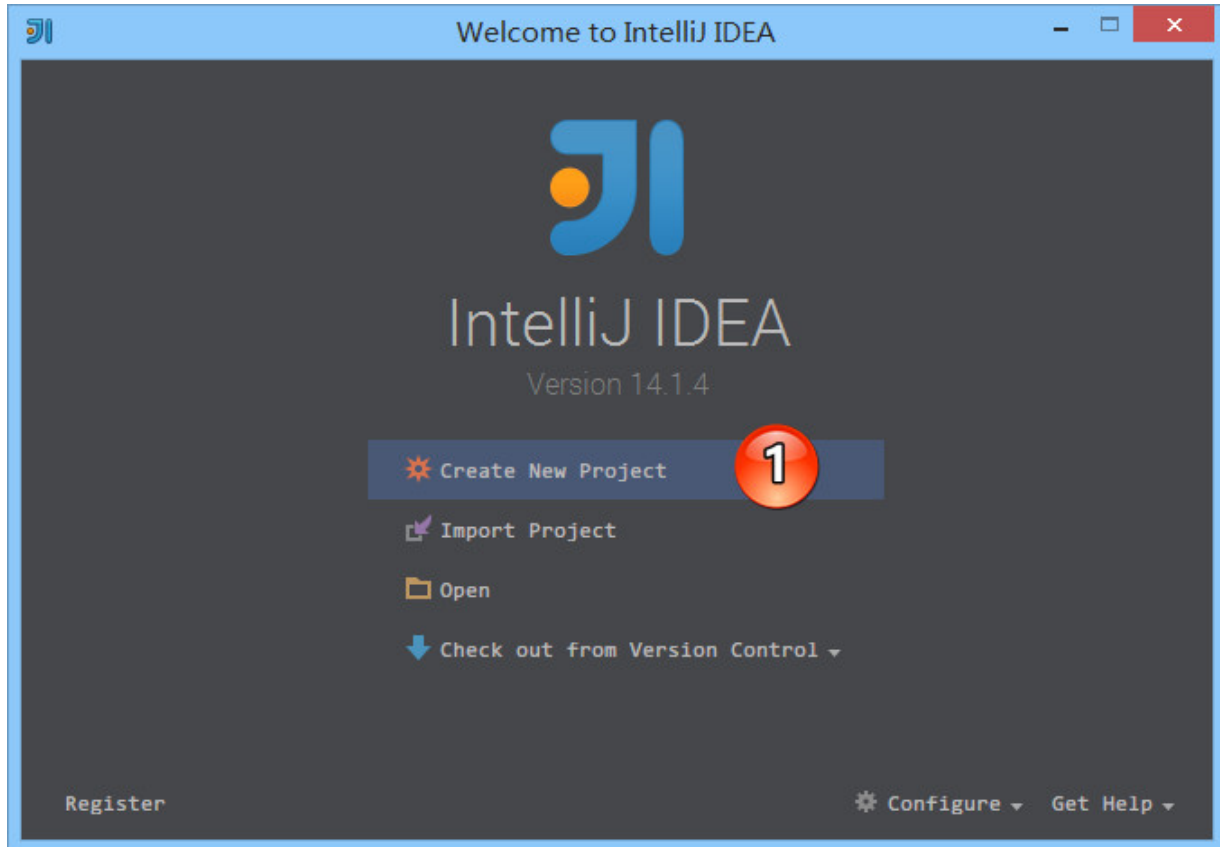 Welcome to IntelliJ IDEA
IntelliJ IDEA
Version 14.1.4
Create New Project
1
Import Project
Open
Check out from Version Control
Register
Configure
Get Help